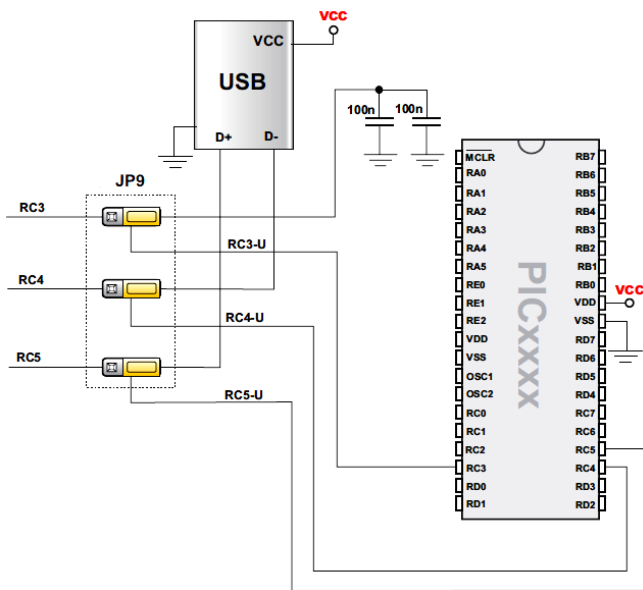 VCC
VCC
USB
D+ D-
100n 100n
JP9
RC3
RC3-U
RC4
RC4-U
RC5
RC5-U
PICxxxx
MCLR RB7
RA0 RB6
RA1 RB5
RA2 RB4
RA3 RB3
RA4 RB2
RA5 RB1
RE0 RB0
RE1 VDD
VCC
RE2 VSS
VDD RD7
VSS RD6
OSC1 RD5
OSC2 RD4
RC0 RC7
RC1 RC6
RC2 RC5
RC3 RC4
RD0 RD3
RD1 RD2